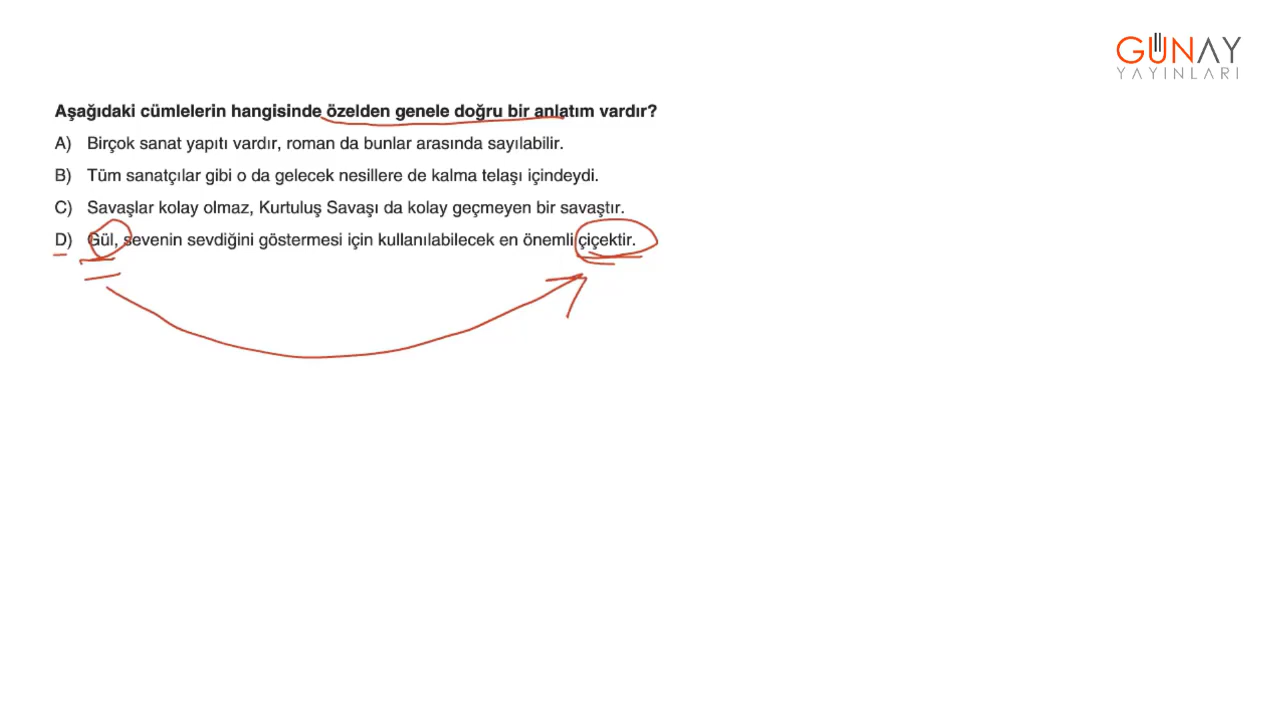 GÜNAY
YAYINLARI
Aşağıdaki cümlelerin hangisinde özelden genele doğru bir anlatım vardır?
A) Birçok sanat yapıtı vardır, roman da bunlar arasında sayılabilir.
B) Tüm sanatçılar gibi o da gelecek nesillere de kalma telaşı içindeydi.
C) Savaşlar kolay olmaz, Kurtuluş Savaşı da kolay geçmeyen bir savaştır.
D) Gül, sevenin sevdiğini göstermesi için kullanılabilecek en önemli çiçektir.